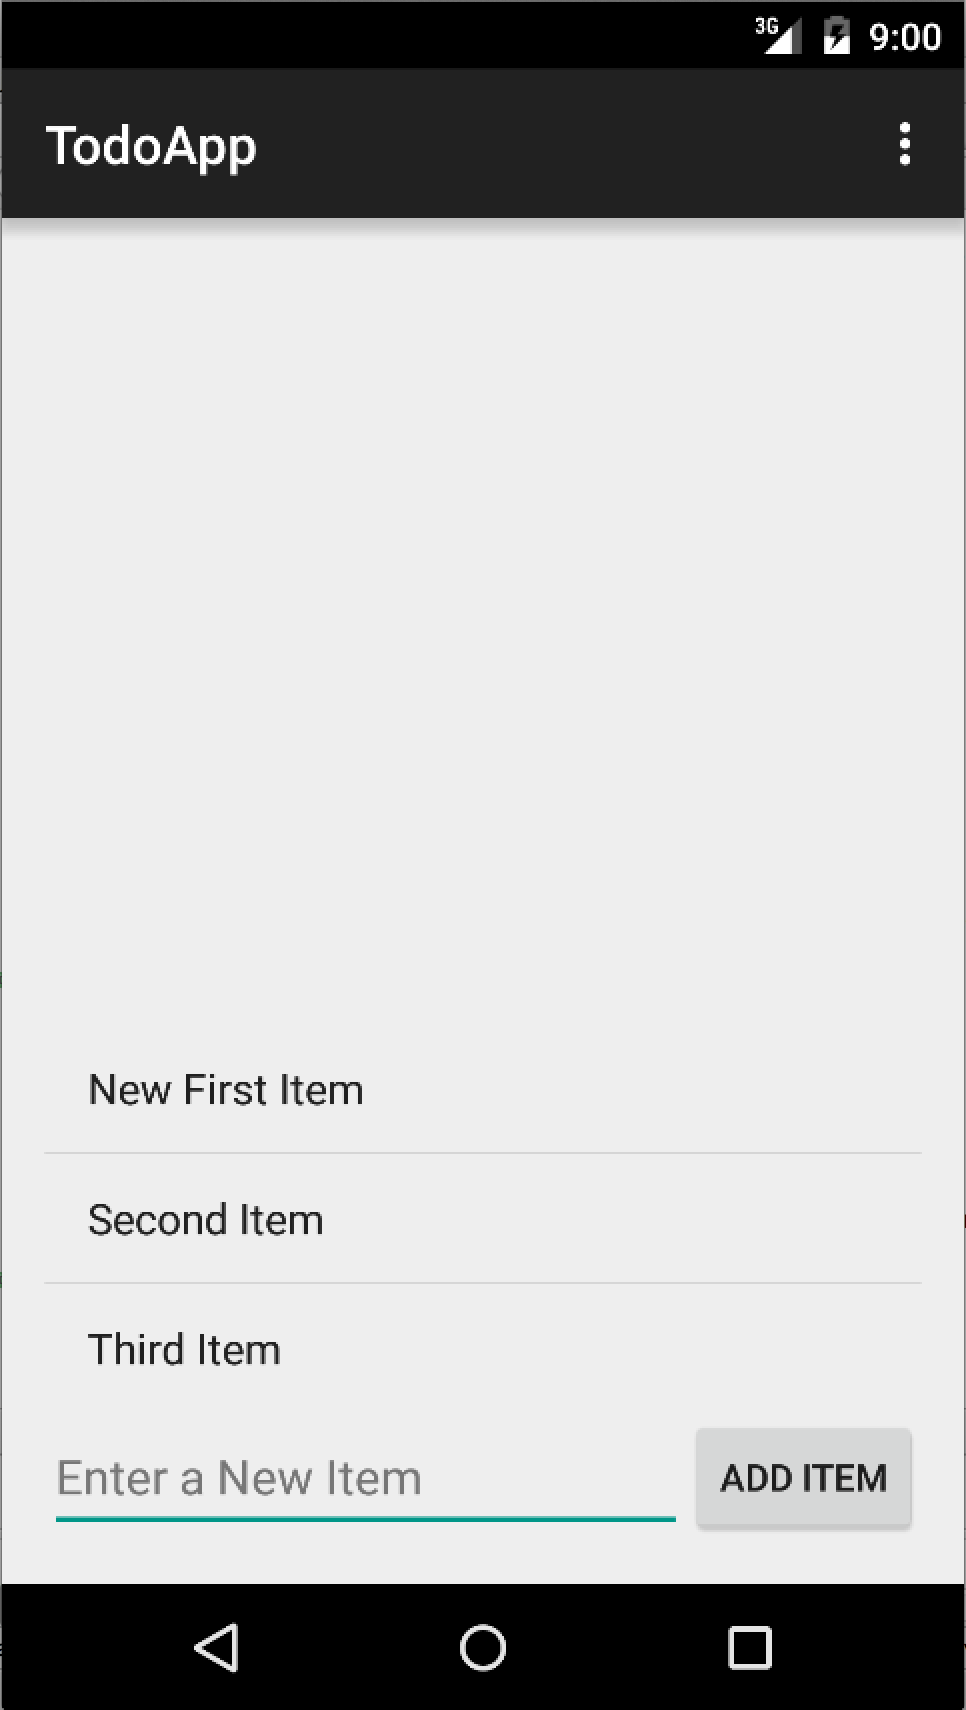 3G 9:00
TodoApp
New First Item
Second Item
Third Item
Enter a New Item
ADD ITEM